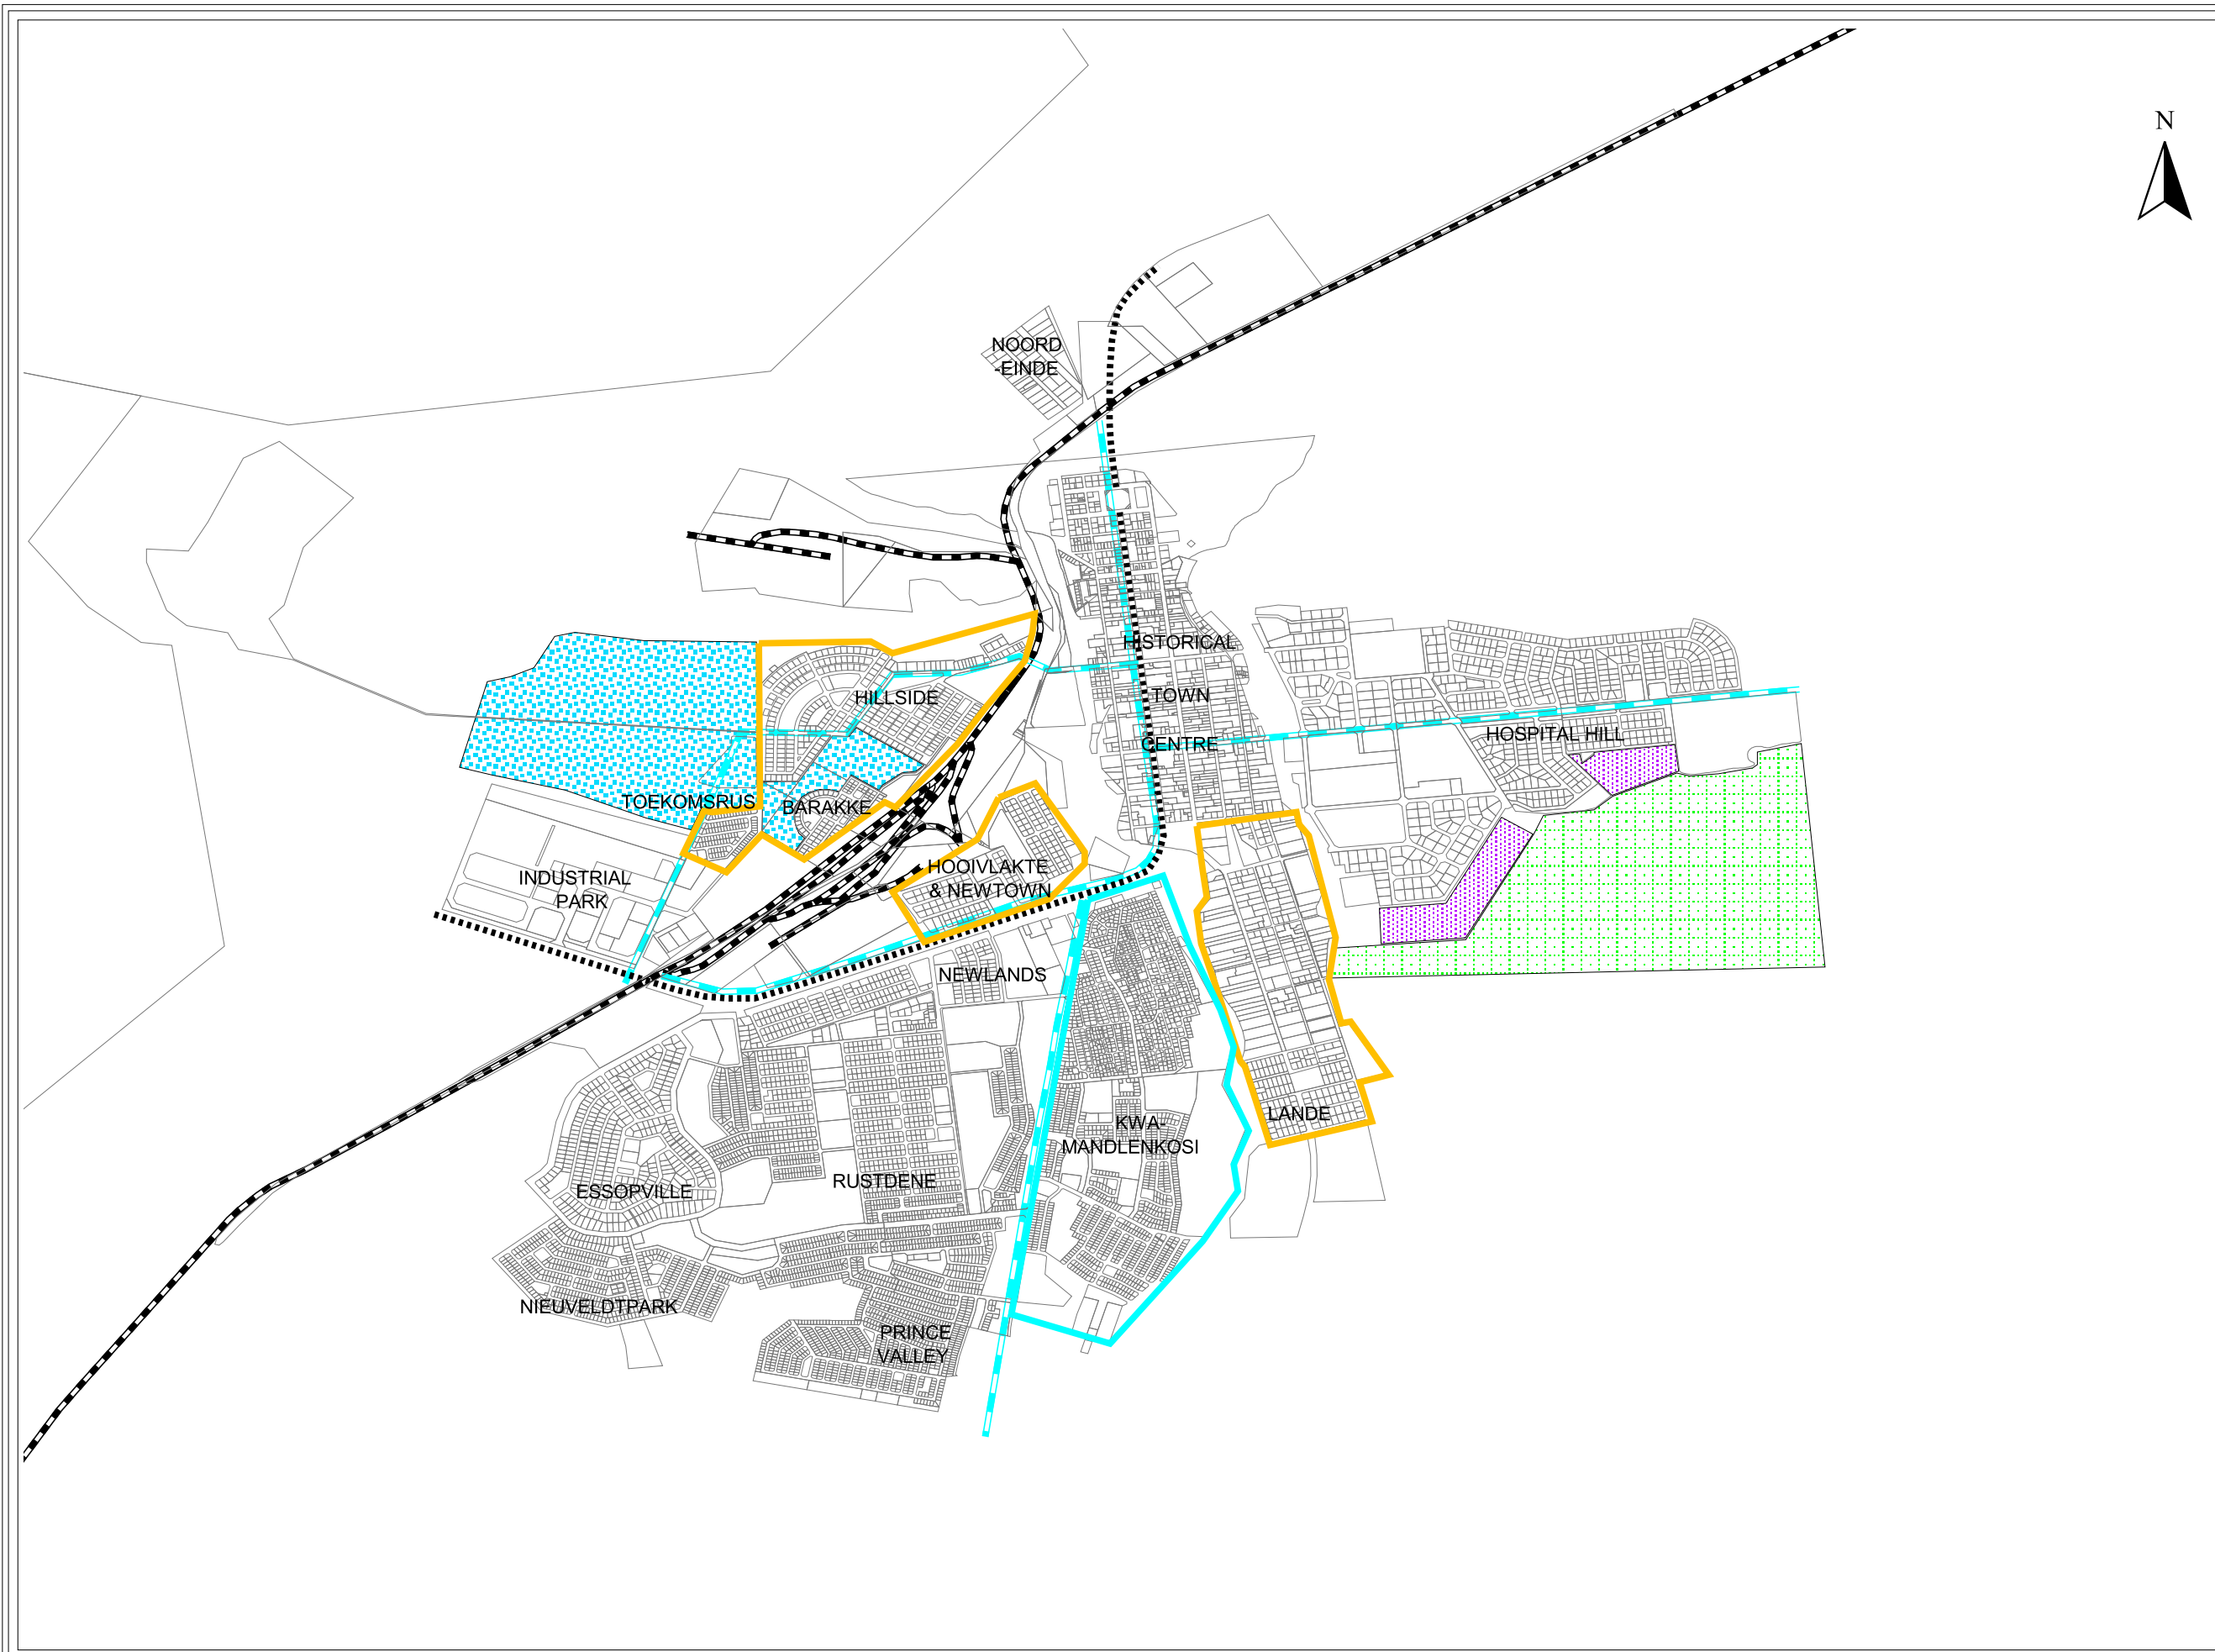 N
NOORD
-EINDE
HISTORICAL
TOWN
CENTRE
HILLSIDE
HOSPITAL HILL
TOEKOMSRUS
BARAKKE
HOOIVLAKTE
& NEWTOWN
INDUSTRIAL
PARK
NEWLANDS
LANDE
KWA-
MANDLENKOSI
RUSTDENE
ESSOPVILLE
NIEUVELDTPARK
PRINCE
VALLEY